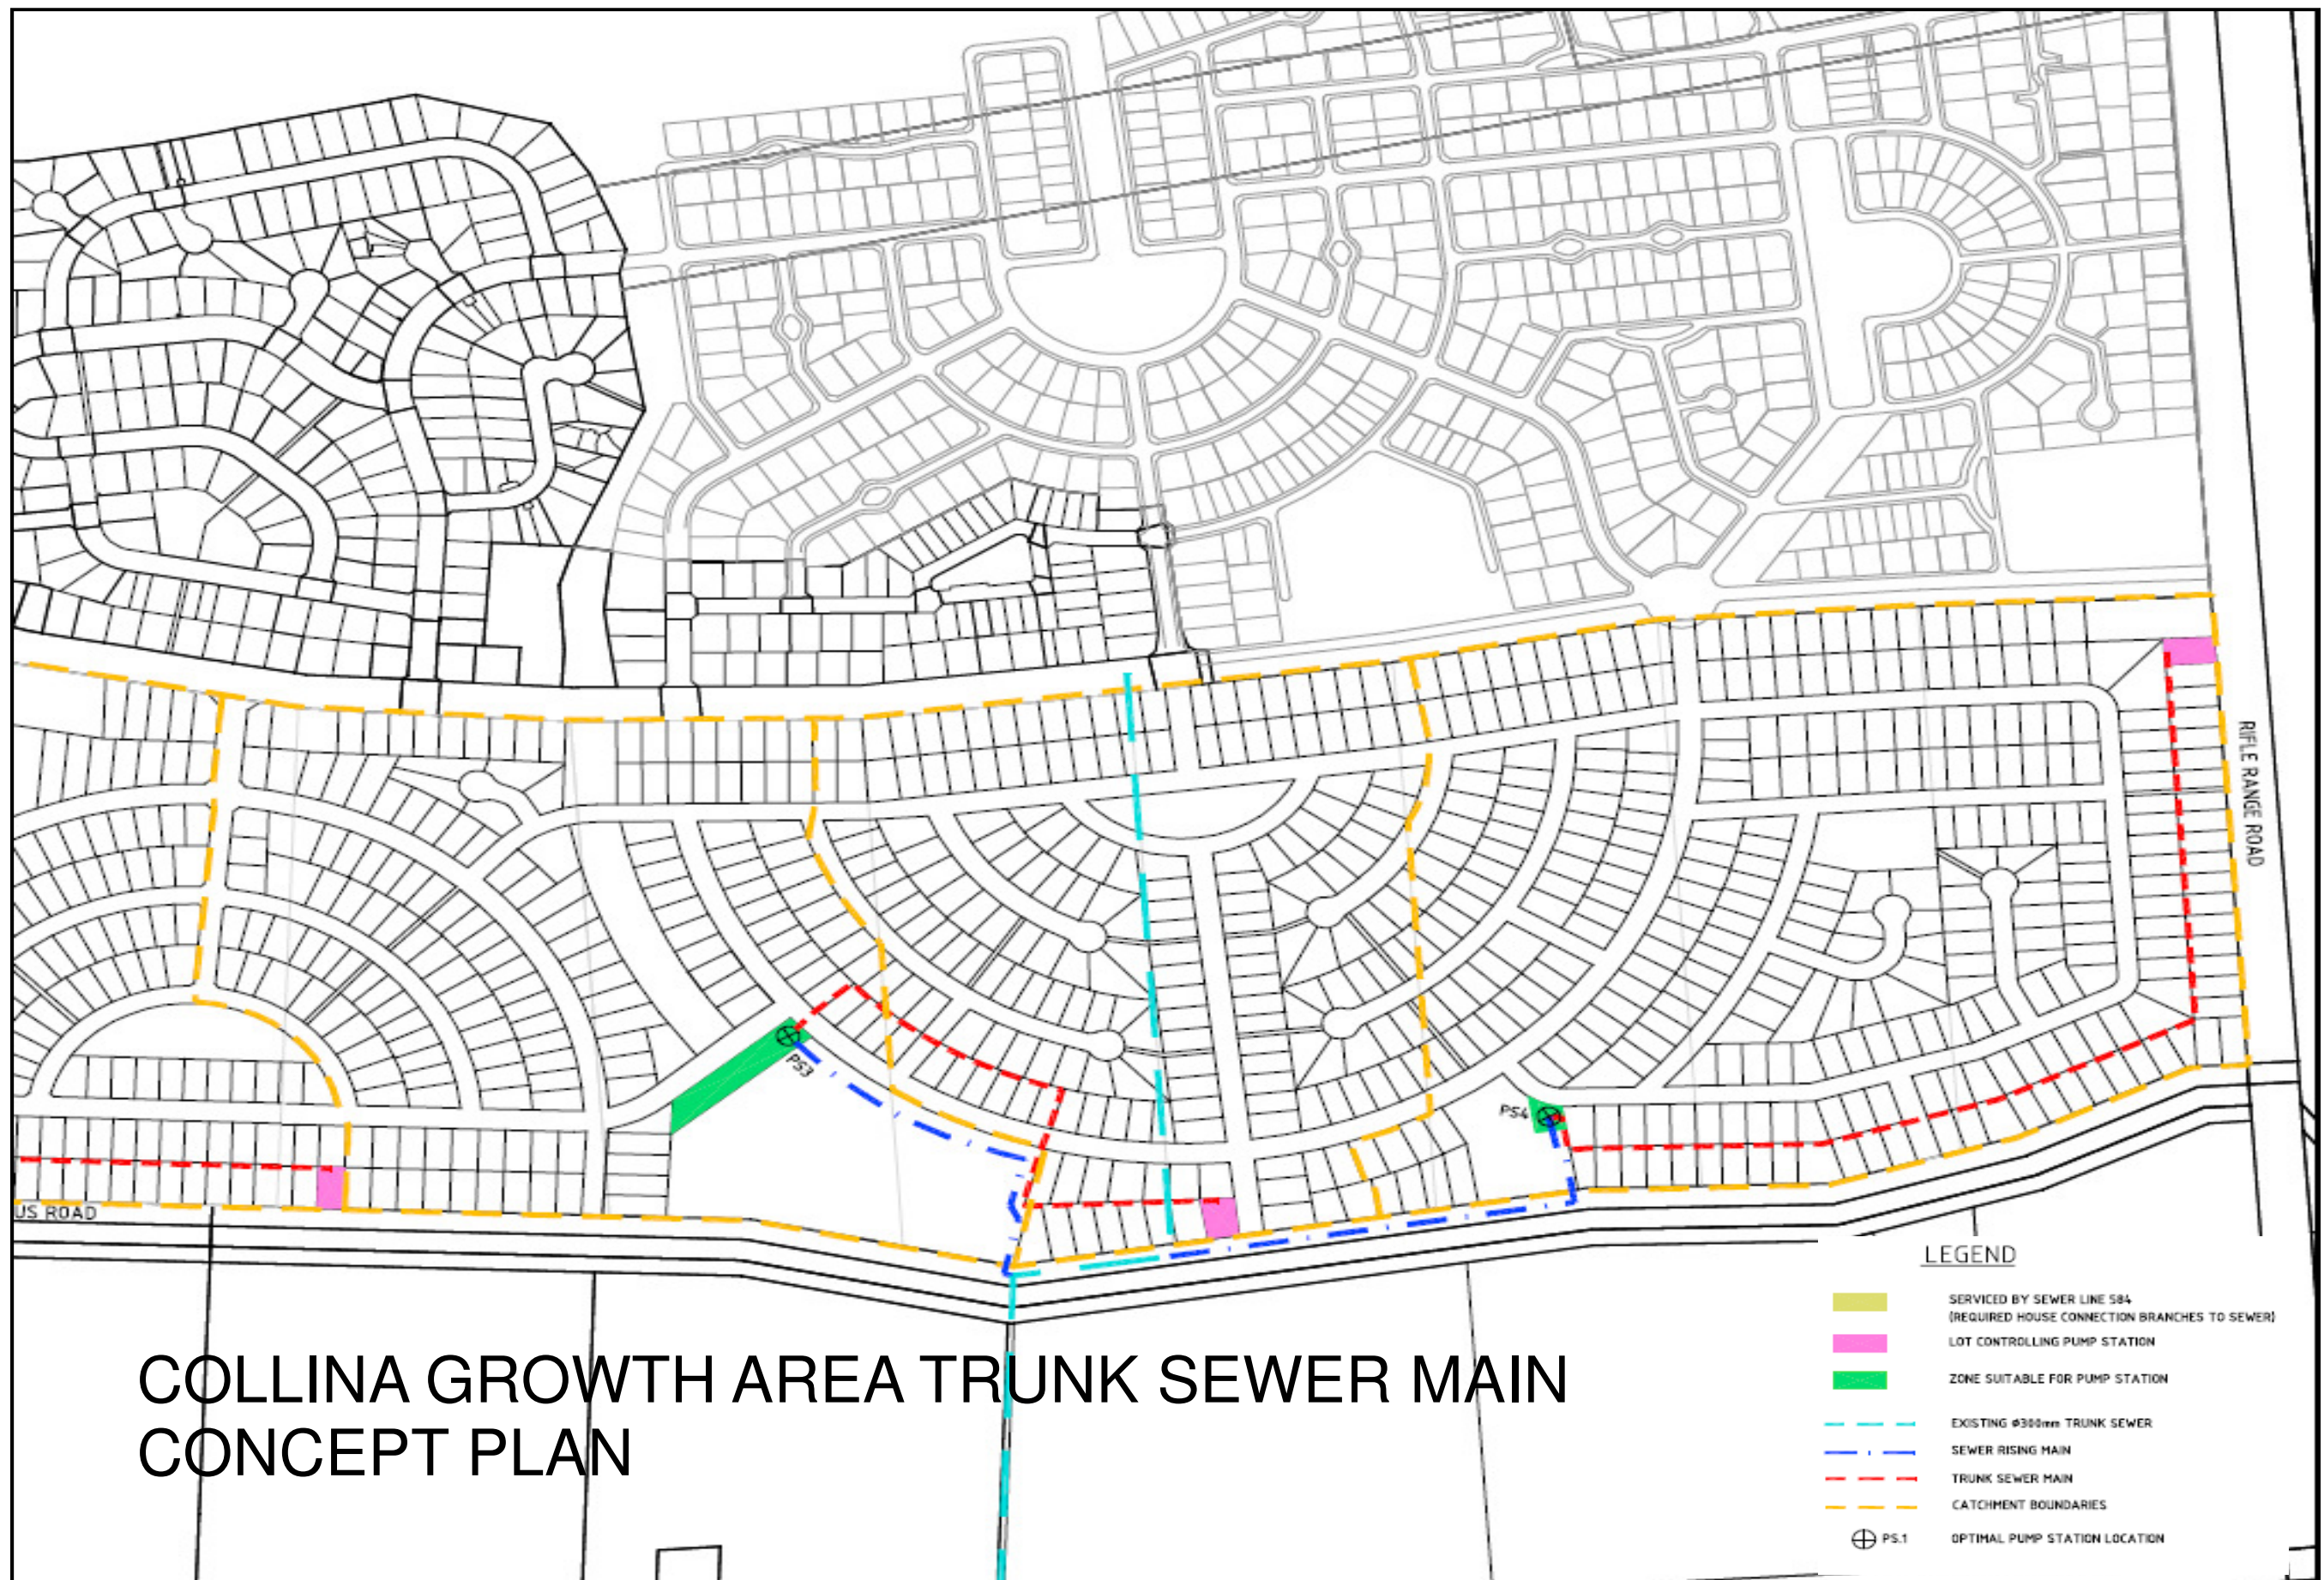 RIFLE RANGE ROAD
PS3
PS4
US ROAD
COLLINA GROWTH AREA TRUNK SEWER MAIN
CONCEPT PLAN
LEGEND
SERVICED BY SEWER LINE S84
(REQUIRED HOUSE CONNECTION BRANCHES TO SEWER)
LOT CONTROLLING PUMP STATION
ZONE SUITABLE FOR PUMP STATION
EXISTING Ø300mm TRUNK SEWER
SEWER RISING MAIN
TRUNK SEWER MAIN
CATCHMENT BOUNDARIES
PS.1 OPTIMAL PUMP STATION LOCATION